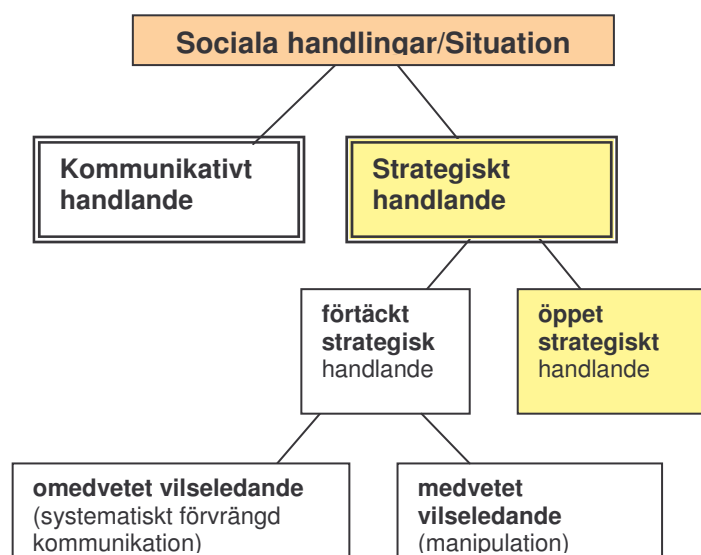 Sociala handlingar/Situation
Kommunikativt
handlande
Strategiskt
handlande
förtäckt
strategisk
handlande
öppet
strategiskt
handlande
omedvetet vilseledande
(systematiskt förvrängd
kommunikation)
medvetet
vilseledande
(manipulation)